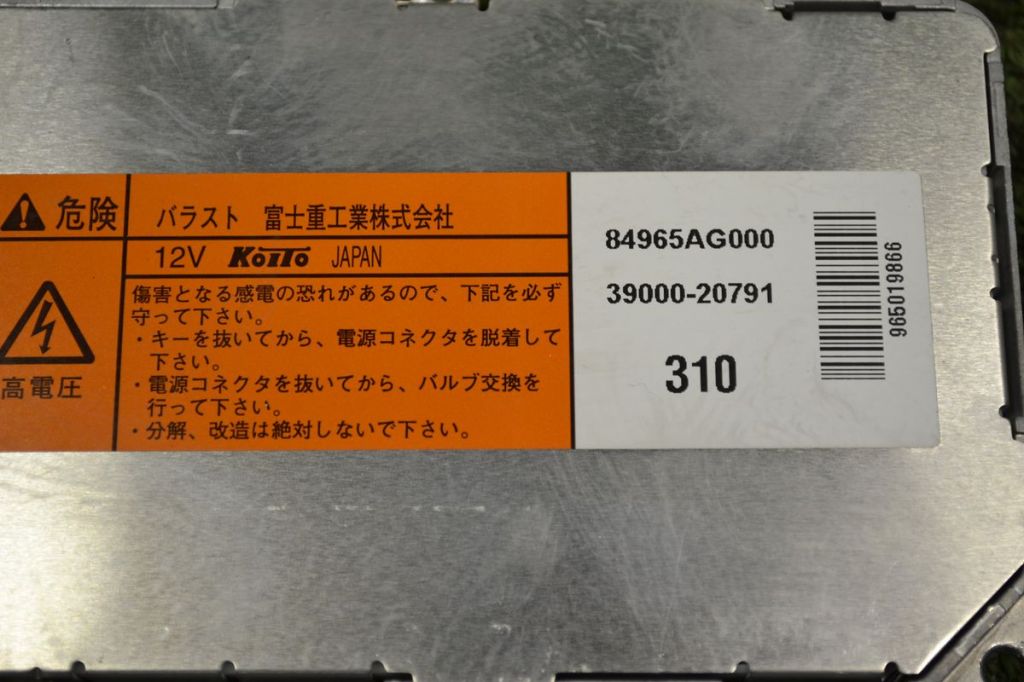 危険
バラスト 富士重工業株式会社
12V KOITO JAPAN
高電圧
傷害となる感電の恐れがあるので、下記を必ず
守って下さい。
・キーを抜いてから、電源コネクタを脱着して
下さい。
・電源コネクタを抜いてから、バルブ交換を
行って下さい。
・分解、改造は絶対しないで下さい。
84965AG000
39000-20791
310
965019866